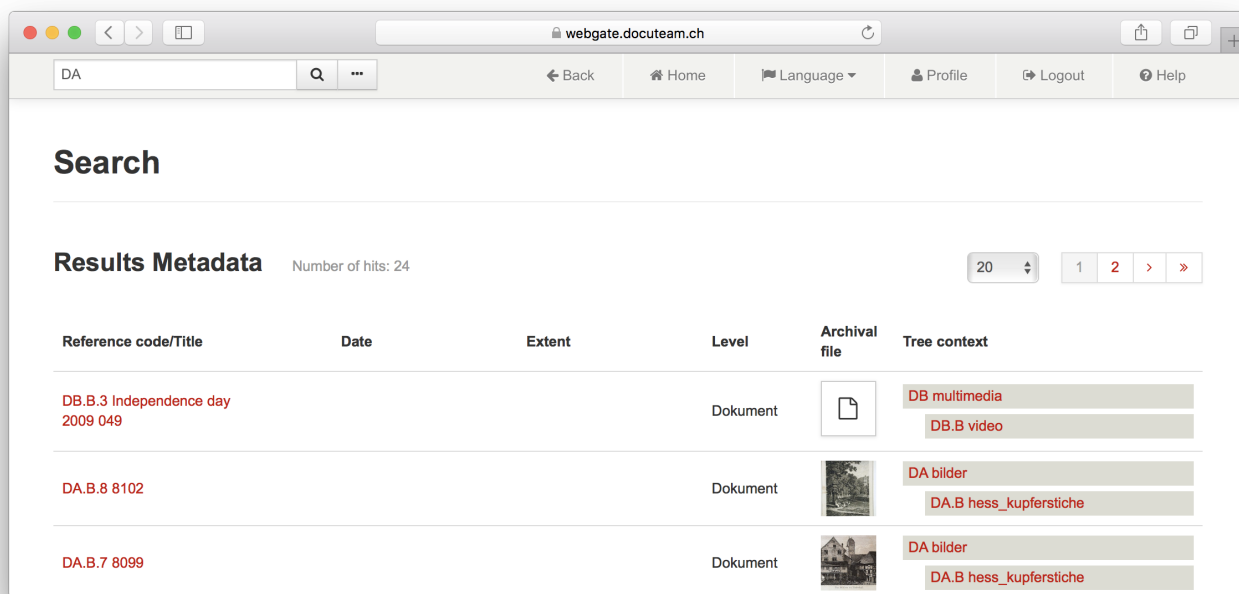 webgate.docuteam.ch
DA
Back
Home
Language
Profile
Logout
Help
Search
Results Metadata
Number of hits: 24
20
1 2 › »
Reference code/Title
Date
Extent
Level
Archival
file
Tree context
DB.B.3 Independence day
2009 049
Dokument
DB multimedia
DB.B video
DA.B.8 8102
Dokument
DA bilder
DA.B hess_kupferstiche
DA.B.7 8099
Dokument
DA bilder
DA.B hess_kupferstiche